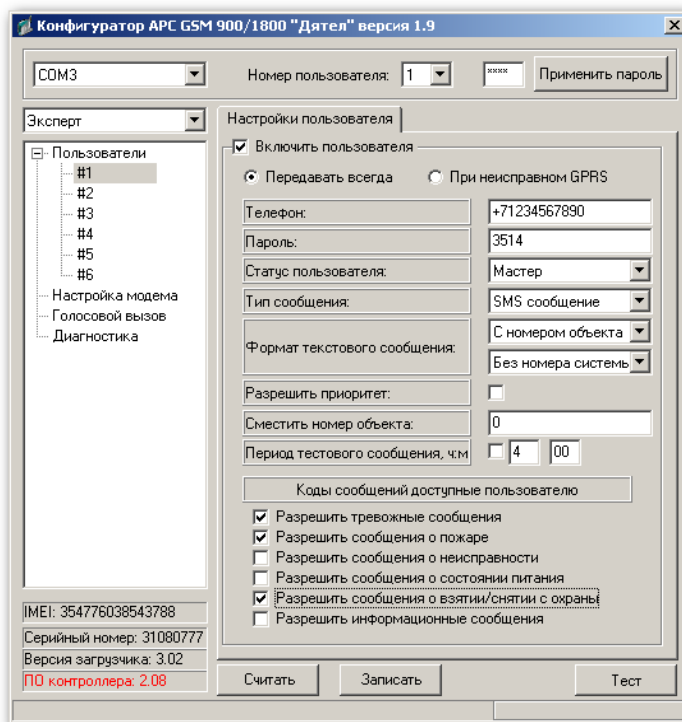 Конфигуратор АРС GSM 900/1800 "Дятел" версия 1.9
COM3 Номер пользователя: 1 **** Применить пароль
Эксперт
Настройки пользователя
Пользователи
#1
#2
#3
#4
#5
#6
Настройка модема
Голосовой вызов
Диагностика
Включить пользователя
Передавать всегда При неисправном GPRS
Телефон: +71234567890
Пароль: 3514
Статус пользователя: Мастер
Тип сообщения: SMS сообщение
Формат текстового сообщения: С номером объекта
Без номера системы
Разрешить приоритет:
Сместить номер объекта: 0
Период тестового сообщения, ч:м 4 00
Коды сообщений доступные пользователю
Разрешить тревожные сообщения
Разрешить сообщения о пожаре
Разрешить сообщения о неисправности
Разрешить сообщения о состоянии питания
Разрешить сообщения о взятии/снятии с охраны
Разрешить информационные сообщения
IMEI: 354776038543788
Серийный номер: 31080777
Версия загрузчика: 3.02
ПО контроллера: 2.08
Считать Записать Тест